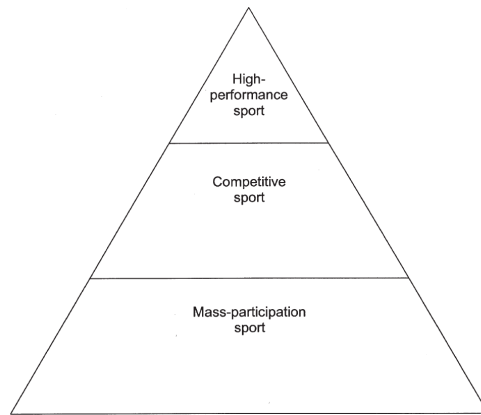 High-
performance
sport
Competitive
sport
Mass-participation
sport